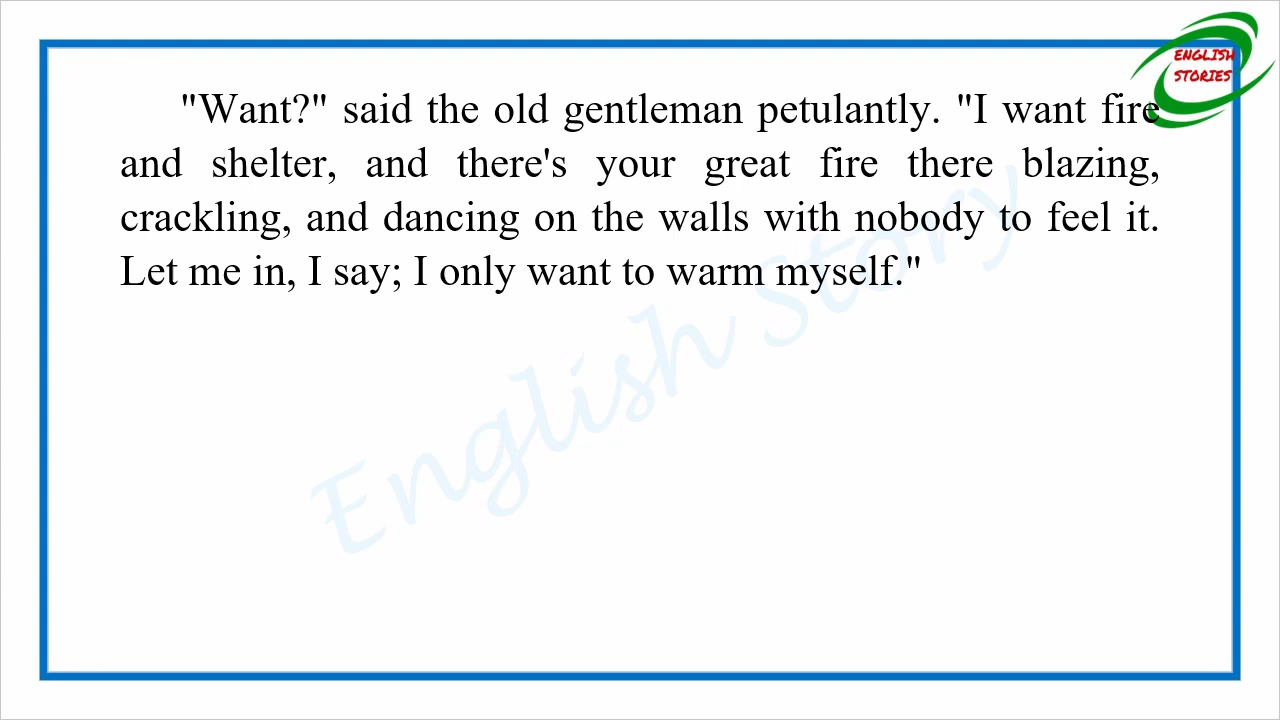 ENGLISH
STORIES
"Want?" said the old gentleman petulantly. "I want fire
and shelter, and there's your great fire there blazing,
crackling, and dancing on the walls with nobody to feel it.
Let me in, I say; I only want to warm myself."
English Story